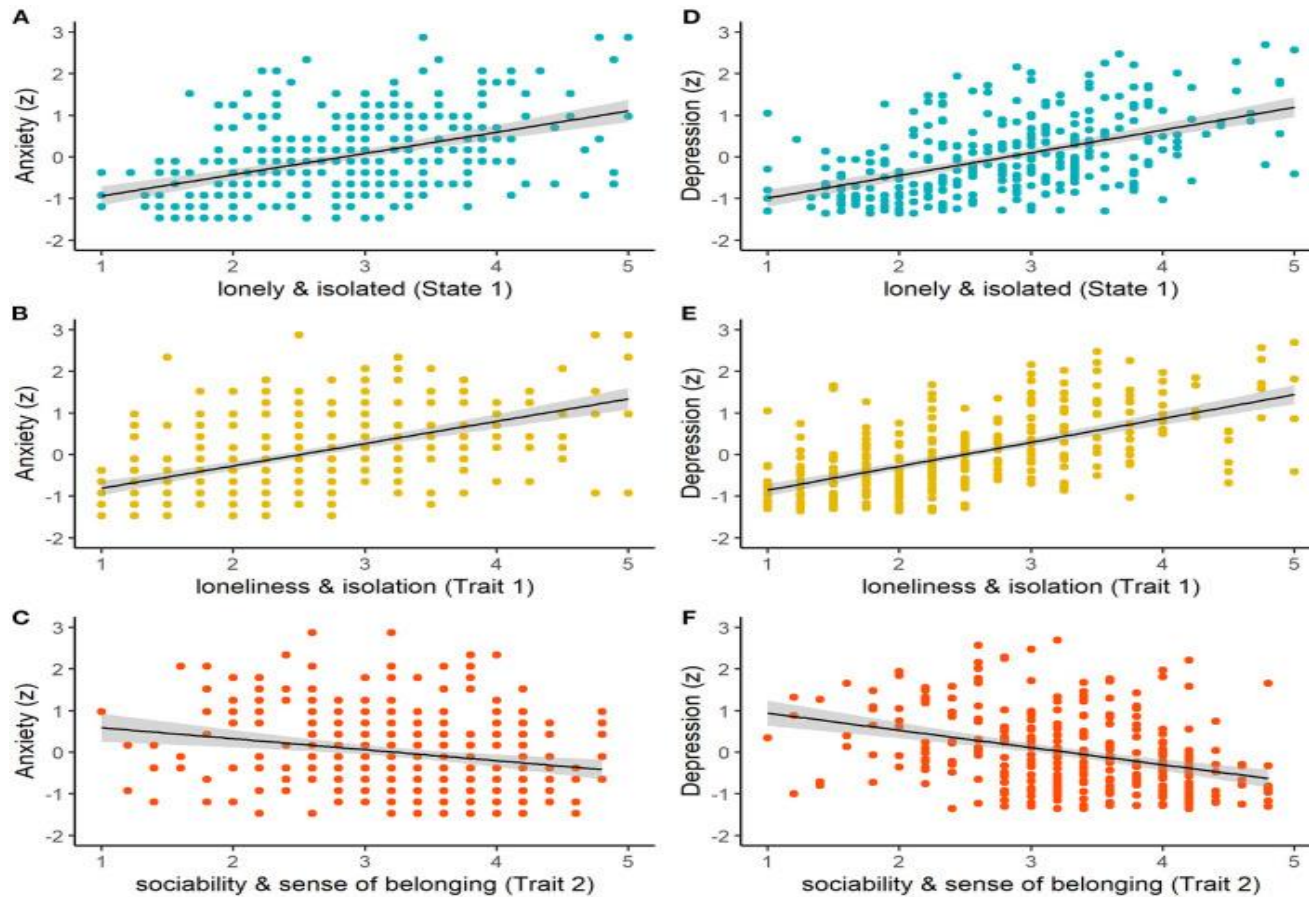 A
Anxiety (z)
3
2
1
0
-1
-2
1 2 3 4 5
lonely & isolated (State 1)
D
Depression (z)
3
2
1
0
-1
-2
1 2 3 4 5
lonely & isolated (State 1)
B
Anxiety (z)
3
2
1
0
-1
-2
1 2 3 4 5
loneliness & isolation (Trait 1)
E
Depression (z)
3
2
1
0
-1
-2
1 2 3 4 5
loneliness & isolation (Trait 1)
C
Anxiety (z)
3
2
1
0
-1
-2
1 2 3 4 5
sociability & sense of belonging (Trait 2)
F
Depression (z)
3
2
1
0
-1
-2
1 2 3 4 5
sociability & sense of belonging (Trait 2)